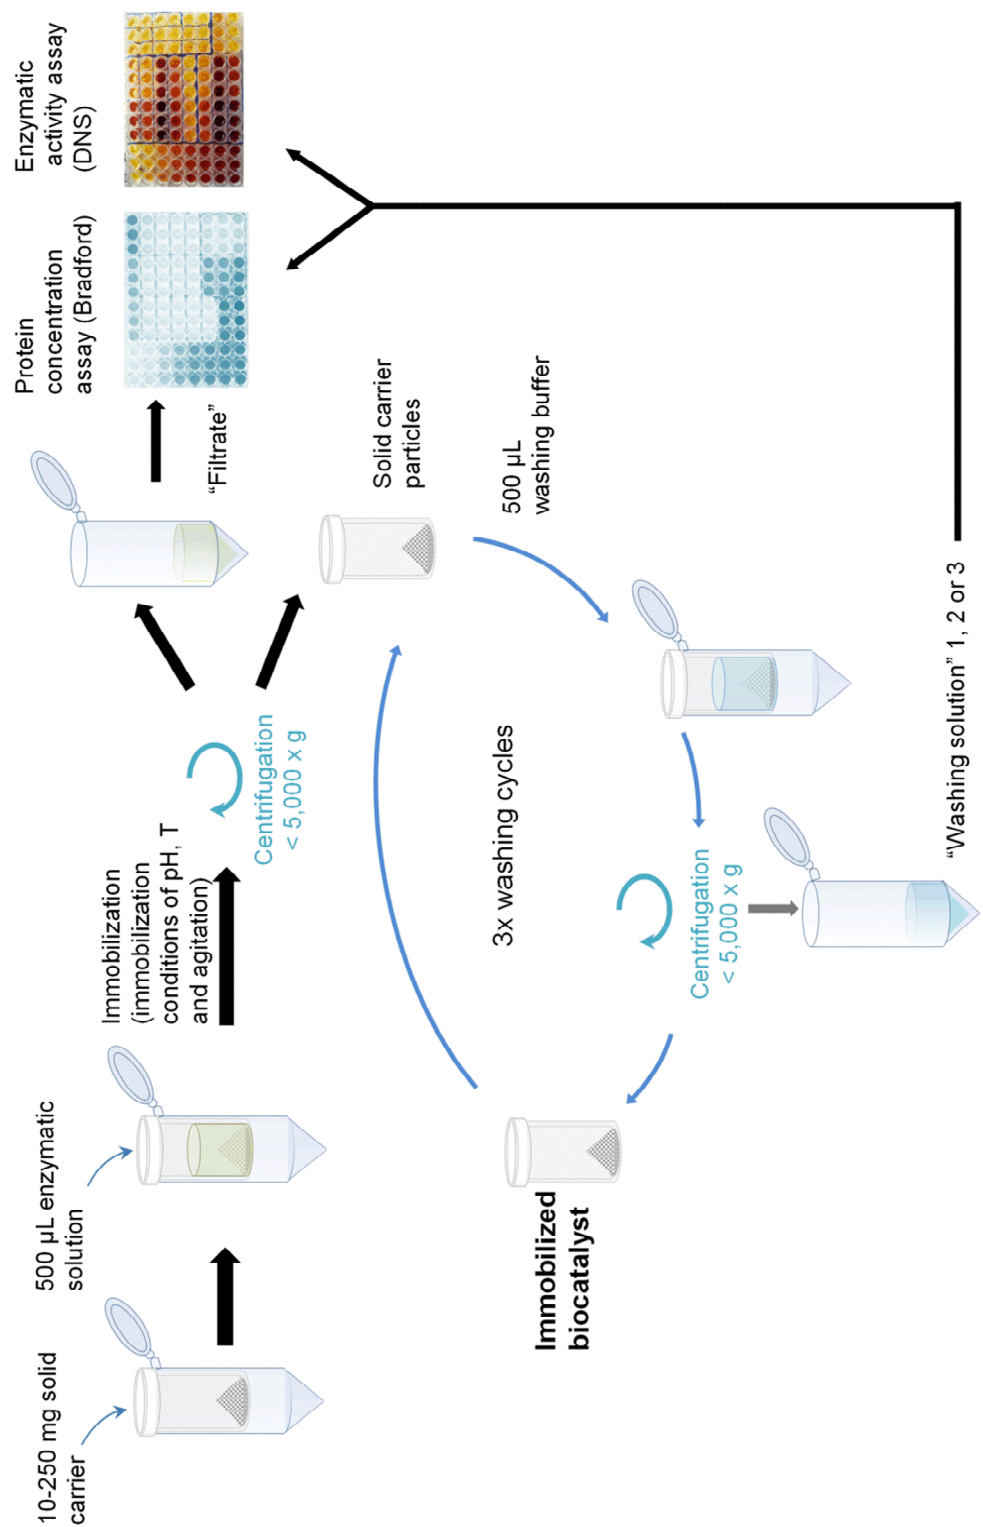 10-250 mg solid
carrier
500 µL enzymatic
solution
Immobilization
(immobilization
conditions of pH, T
and agitation)
Centrifugation
< 5,000 x g
"Filtrate"
Protein
concentration
assay (Bradford)
Enzymatic
activity assay
(DNS)
Solid carrier
particles
500 µL
washing buffer
3x washing cycles
Centrifugation
< 5,000 x g
"Washing solution" 1, 2 or 3
Immobilized
biocatalyst